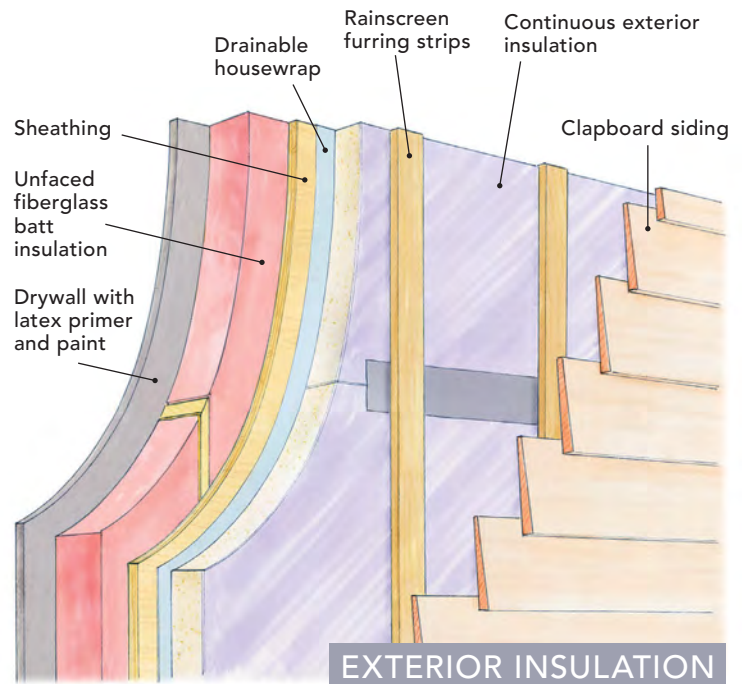 Rainscreen
furring strips
Continuous exterior
insulation
Drainable
housewrap
Sheathing
Clapboard siding
Unfaced
fiberglass
batt
insulation
Drywall with
latex primer
and paint
EXTERIOR INSULATION